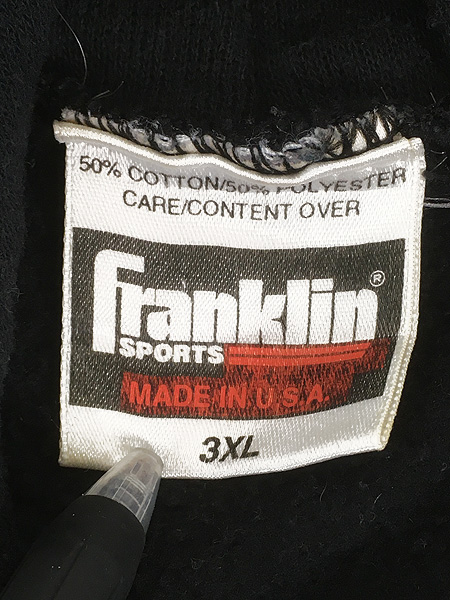 50% COTTON/50% POLYESTER
CARE/CONTENT OVER
Franklin®
SPORTS
MADE IN U.S.A.
3XL